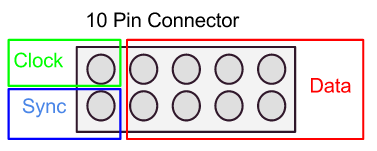 10 Pin Connector
Clock
Sync
Data